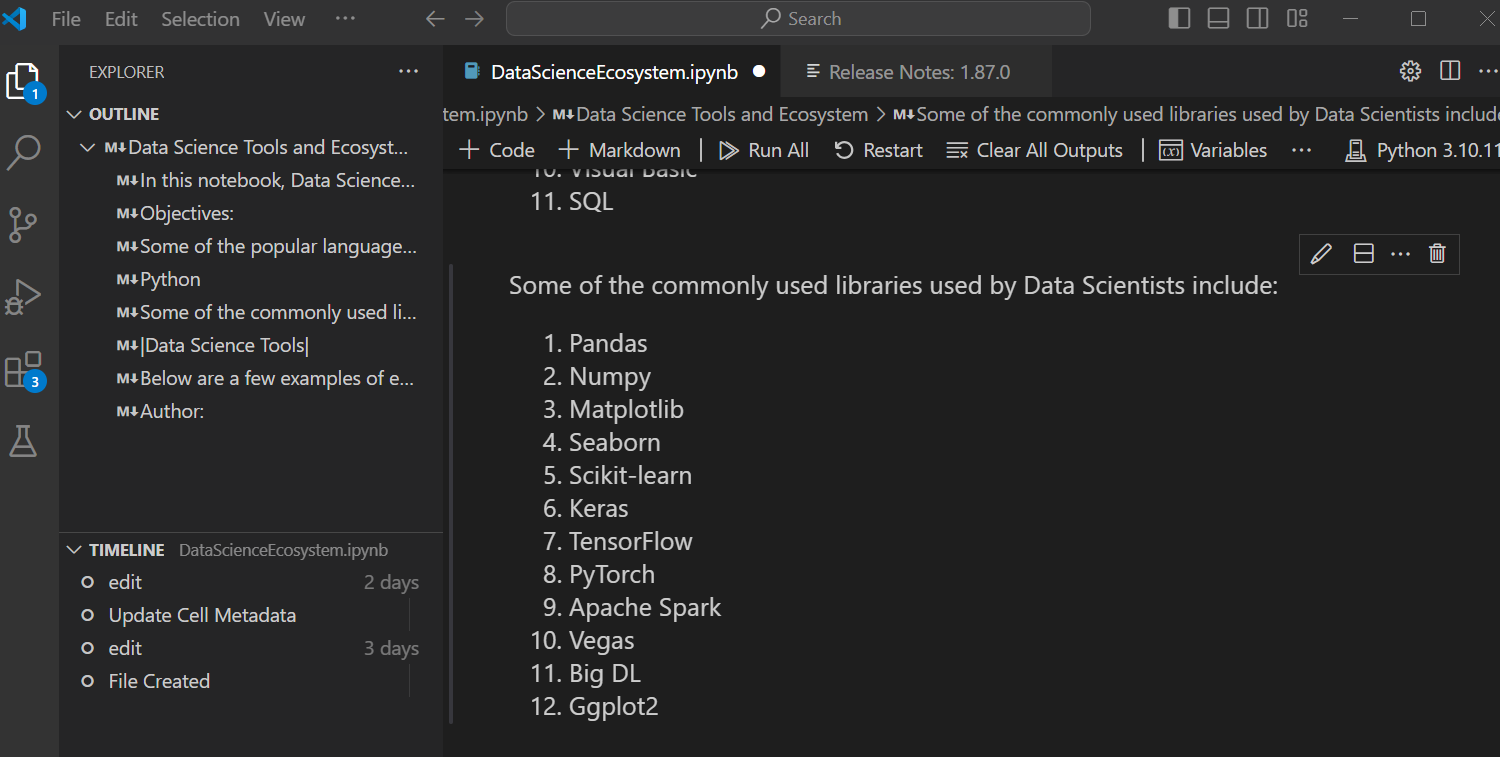 File Edit Selection View ··· Search
EXPLORER ···
1
OUTLINE
Data Science Tools and Ecosyst...
In this notebook, Data Science...
Objectives:
Some of the popular language...
Python
Some of the commonly used li...
|Data Science Tools|
3
Below are a few examples of e...
Author:
TIMELINE DataScienceEcosystem.ipynb
edit 2 days
Update Cell Metadata
edit 3 days
File Created
DataScienceEcosystem.ipynb Release Notes: 1.87.0
tem.ipynb > M↓Data Science Tools and Ecosystem > M↓Some of the commonly used libraries used by Data Scientists include
+ Code + Markdown | Run All Restart Clear All Outputs | Variables ··· Python 3.10.11
10. Visual Basic
11. SQL
Some of the commonly used libraries used by Data Scientists include:
1. Pandas
2. Numpy
3. Matplotlib
4. Seaborn
5. Scikit-learn
6. Keras
7. TensorFlow
8. PyTorch
9. Apache Spark
10. Vegas
11. Big DL
12. Ggplot2